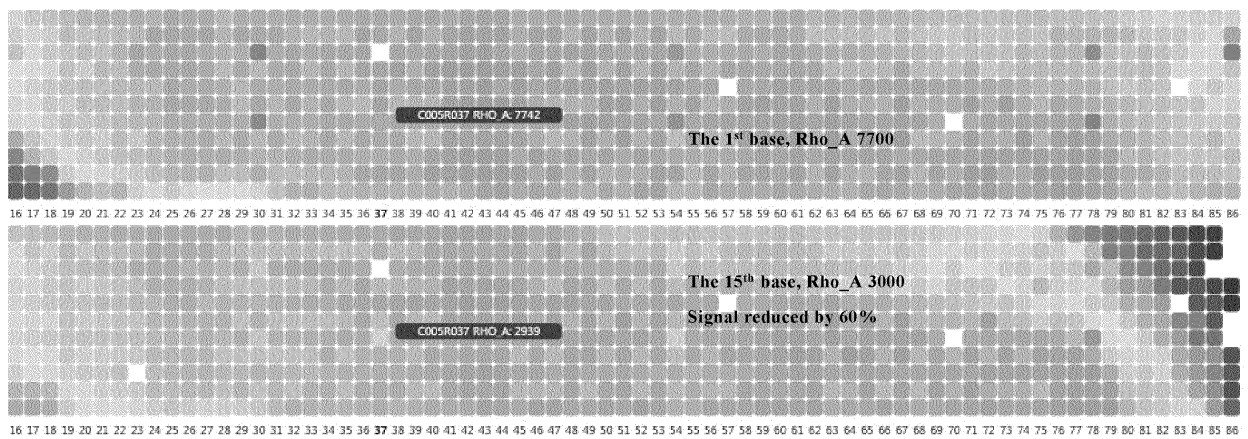 C005R037 RHO_A: 7742
The 1st base, Rho_A 7700
16 17 18 19 20 21 22 23 24 25 26 27 28 29 30 31 32 33 34 35 36 37 38 39 40 41 42 43 44 45 46 47 48 49 50 51 52 53 54 55 56 57 58 59 60 61 62 63 64 65 66 67 68 69 70 71 72 73 74 75 76 77 78 79 80 81 82 83 84 85 86
The 15th base, Rho_A 3000
Signal reduced by 60%
C005R037 RHO_A: 2939
16 17 18 19 20 21 22 23 24 25 26 27 28 29 30 31 32 33 34 35 36 37 38 39 40 41 42 43 44 45 46 47 48 49 50 51 52 53 54 55 56 57 58 59 60 61 62 63 64 65 66 67 68 69 70 71 72 73 74 75 76 77 78 79 80 81 82 83 84 85 86